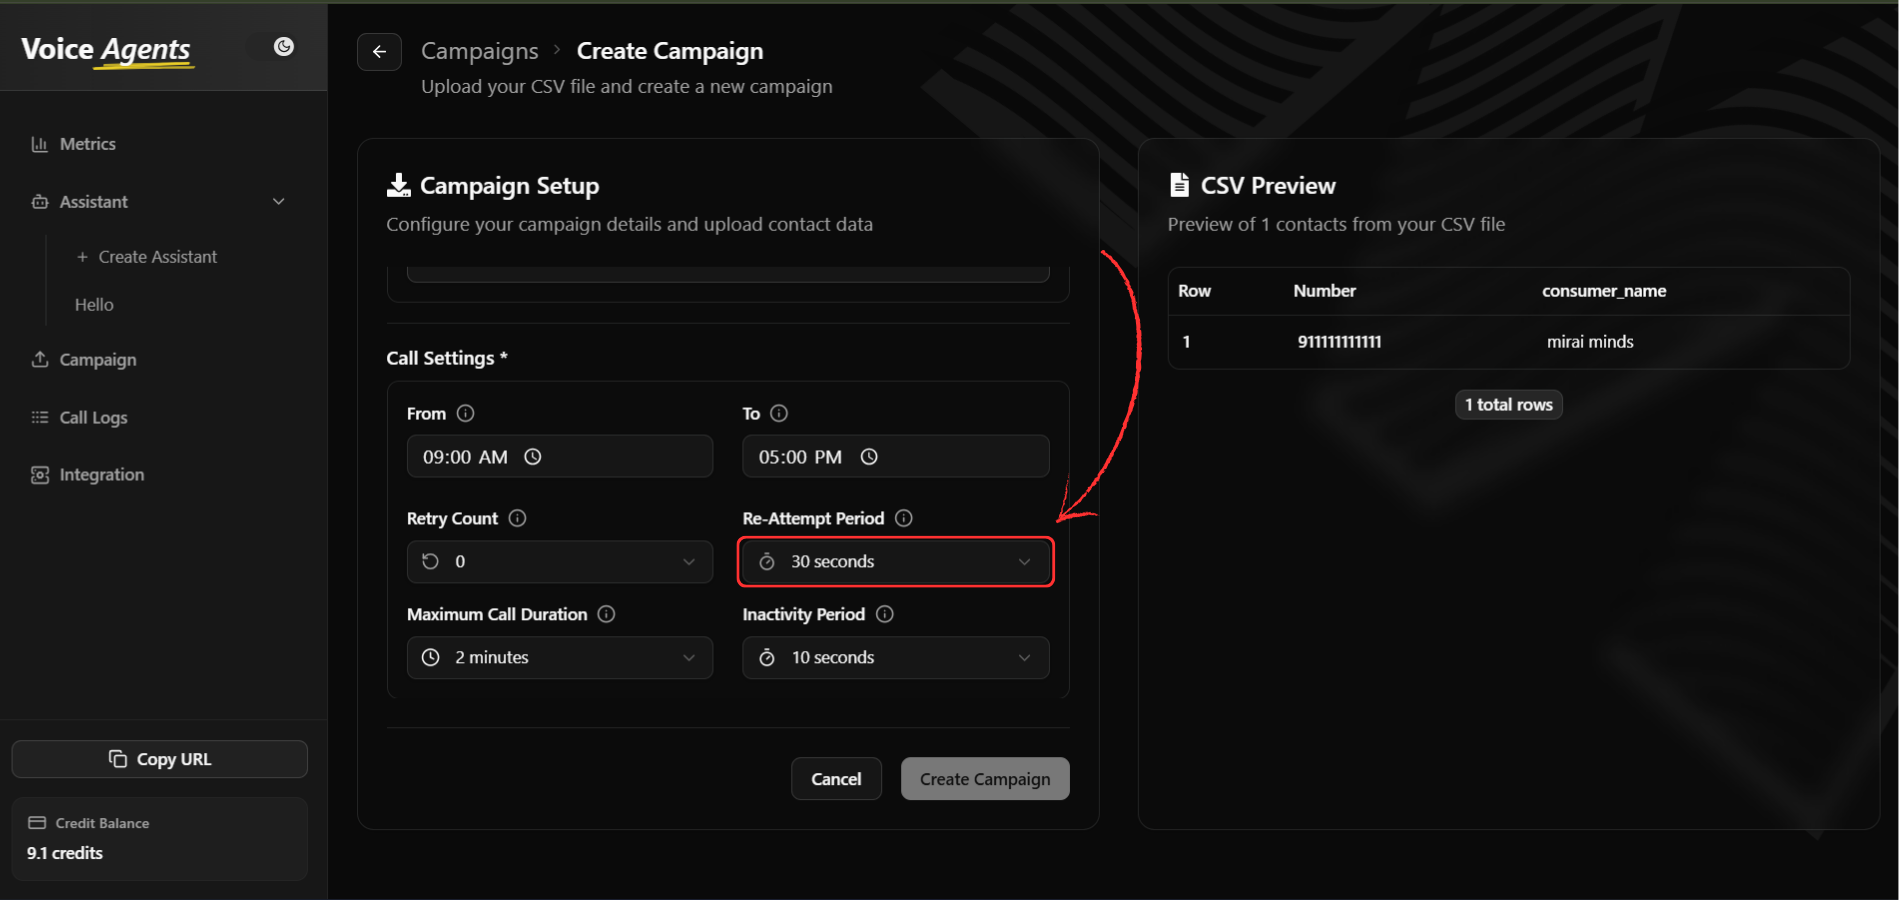 Voice Agents
Metrics
Assistant
+ Create Assistant
Hello
Campaign
Call Logs
Integration
Copy URL
Credit Balance
9.1 credits
Campaigns > Create Campaign
Upload your CSV file and create a new campaign
Campaign Setup
Configure your campaign details and upload contact data
Call Settings *
From To
09:00 AM 05:00 PM
Retry Count Re-Attempt Period
0 30 seconds
Maximum Call Duration Inactivity Period
2 minutes 10 seconds
Cancel Create Campaign
CSV Preview
Preview of 1 contacts from your CSV file
Row Number consumer_name
1 911111111111 mirai minds
1 total rows